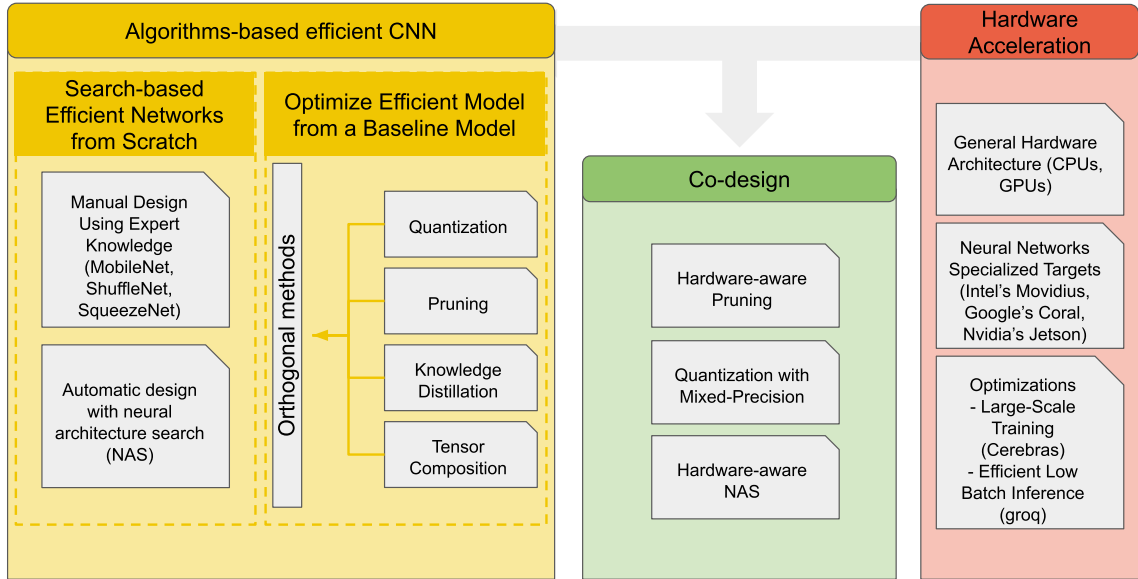 Algorithms-based efficient CNN
Search-based
Efficient Networks
from Scratch
Manual Design
Using Expert
Knowledge
(MobileNet,
ShuffleNet,
SqueezeNet)
Automatic design
with neural
architecture search
(NAS)
Optimize Efficient Model
from a Baseline Model
Orthogonal methods
Quantization
Pruning
Knowledge
Distillation
Tensor
Composition
Co-design
Hardware-aware
Pruning
Quantization with
Mixed-Precision
Hardware-aware
NAS
Hardware
Acceleration
General Hardware
Architecture (CPUs,
GPUs)
Neural Networks
Specialized Targets
(Intel's Movidius,
Google's Coral,
Nvidia's Jetson)
Optimizations
- Large-Scale
Training
(Cerebras)
- Efficient Low
Batch Inference
(groq)